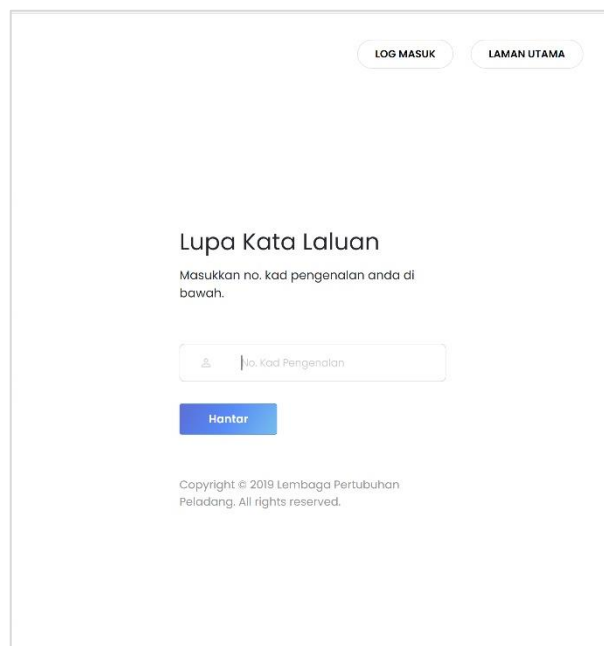 LOG MASUK
LAMAN UTAMA
Lupa Kata Laluan
Masukkan no. kad pengenalan anda di
bawah.
No. Kad Pengenalan
Hantar
Copyright © 2019 Lembaga Pertubuhan
Peladang. All rights reserved.